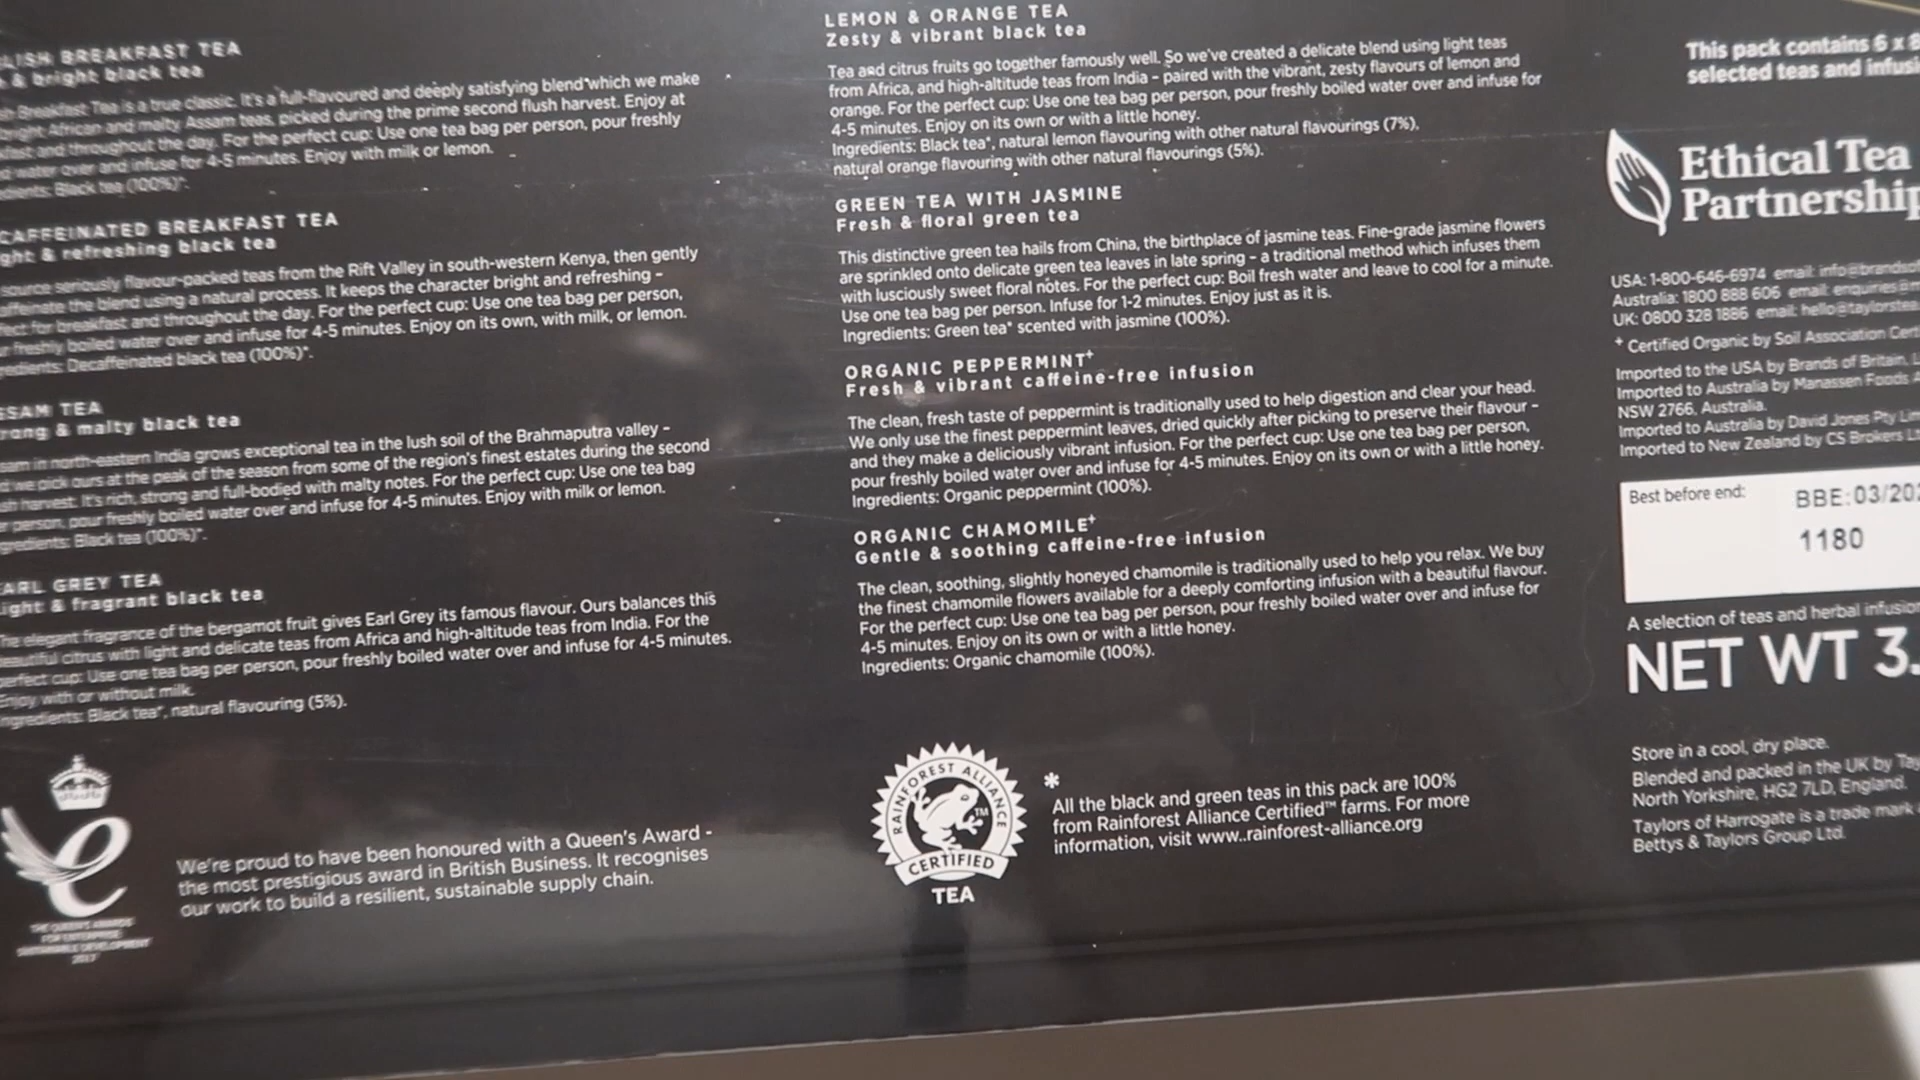 LISH BREAKFAST TEA
& bright black tea
Breakfast Tea is a true classic. It's a full-flavoured and deeply satisfying blend which we make
bright African and malty Assam teas, picked during the prime second flush harvest. Enjoy at
fast and throughout the day. For the perfect cup: Use one tea bag per person, pour freshly
d water over and infuse for 4-5 minutes. Enjoy with milk or lemon.
dients: Black tea (100%)*.
CAFFEINATED BREAKFAST TEA
ght & refreshing black tea
source seriously flavour-packed teas from the Rift Valley in south-western Kenya, then gently
ffeinate the blend using a natural process. It keeps the character bright and refreshing –
fect for breakfast and throughout the day. For the perfect cup: Use one tea bag per person,
r freshly boiled water over and infuse for 4-5 minutes. Enjoy on its own, with milk, or lemon.
redients: Decaffeinated black tea (100%)*.
SSAM TEA
rong & malty black tea
sam in north-eastern India grows exceptional tea in the lush soil of the Brahmaputra valley –
d we pick ours at the peak of the season from some of the region's finest estates during the second
sh harvest. It's rich, strong and full-bodied with malty notes. For the perfect cup: Use one tea bag
r person, pour freshly boiled water over and infuse for 4-5 minutes. Enjoy with milk or lemon.
gredients: Black tea (100%)*.
ARL GREY TEA
ight & fragrant black tea
The elegant fragrance of the bergamot fruit gives Earl Grey its famous flavour. Ours balances this
beautiful citrus with light and delicate teas from Africa and high-altitude teas from India. For the
perfect cup: Use one tea bag per person, pour freshly boiled water over and infuse for 4-5 minutes.
Enjoy with or without milk.
ngredients: Black tea*, natural flavouring (5%).
THE QUEEN'S AWARDS
FOR ENTERPRISE:
SUSTAINABLE DEVELOPMENT
2017
We're proud to have been honoured with a Queen's Award -
the most prestigious award in British Business. It recognises
our work to build a resilient, sustainable supply chain.
LEMON & ORANGE TEA
Zesty & vibrant black tea
Tea and citrus fruits go together famously well. So we've created a delicate blend using light teas
from Africa, and high-altitude teas from India – paired with the vibrant, zesty flavours of lemon and
orange. For the perfect cup: Use one tea bag per person, pour freshly boiled water over and infuse for
4-5 minutes. Enjoy on its own or with a little honey.
Ingredients: Black tea*, natural lemon flavouring with other natural flavourings (7%),
natural orange flavouring with other natural flavourings (5%).
GREEN TEA WITH JASMINE
Fresh & floral green tea
This distinctive green tea hails from China, the birthplace of jasmine teas. Fine-grade jasmine flowers
are sprinkled onto delicate green tea leaves in late spring – a traditional method which infuses them
with lusciously sweet floral notes. For the perfect cup: Boil fresh water and leave to cool for a minute.
Use one tea bag per person. Infuse for 1-2 minutes. Enjoy just as it is.
Ingredients: Green tea* scented with jasmine (100%).
ORGANIC PEPPERMINT+
Fresh & vibrant caffeine-free infusion
The clean, fresh taste of peppermint is traditionally used to help digestion and clear your head.
We only use the finest peppermint leaves, dried quickly after picking to preserve their flavour –
and they make a deliciously vibrant infusion. For the perfect cup: Use one tea bag per person,
pour freshly boiled water over and infuse for 4-5 minutes. Enjoy on its own or with a little honey.
Ingredients: Organic peppermint (100%).
ORGANIC CHAMOMILE+
Gentle & soothing caffeine-free infusion
The clean, soothing, slightly honeyed chamomile is traditionally used to help you relax. We buy
the finest chamomile flowers available for a deeply comforting infusion with a beautiful flavour.
For the perfect cup: Use one tea bag per person, pour freshly boiled water over and infuse for
4-5 minutes. Enjoy on its own or with a little honey.
Ingredients: Organic chamomile (100%).
RAINFOREST ALLIANCE
TM
CERTIFIED
TEA
*
All the black and green teas in this pack are 100%
from Rainforest Alliance Certified™ farms. For more
information, visit www..rainforest-alliance.org
This pack contains 6 x 8
selected teas and infusi
Ethical Tea
Partnership
USA: 1-800-646-6974 email: info@brandsof
Australia: 1800 888 606 email: enquiries@m
UK: 0800 328 1886 email: hello@taylorstea
+ Certified Organic by Soil Association Cert
Imported to the USA by Brands of Britain, L
Imported to Australia by Manassen Foods A
NSW 2766, Australia.
Imported to Australia by David Jones Pty Lim
Imported to New Zealand by CS Brokers L
Best before end:
BBE:03/202
1180
A selection of teas and herbal infusion
NET WT 3.
Store in a cool, dry place.
Blended and packed in the UK by Tay
North Yorkshire, HG2 7LD, England.
Taylors of Harrogate is a trade mark
Bettys & Taylors Group Ltd.